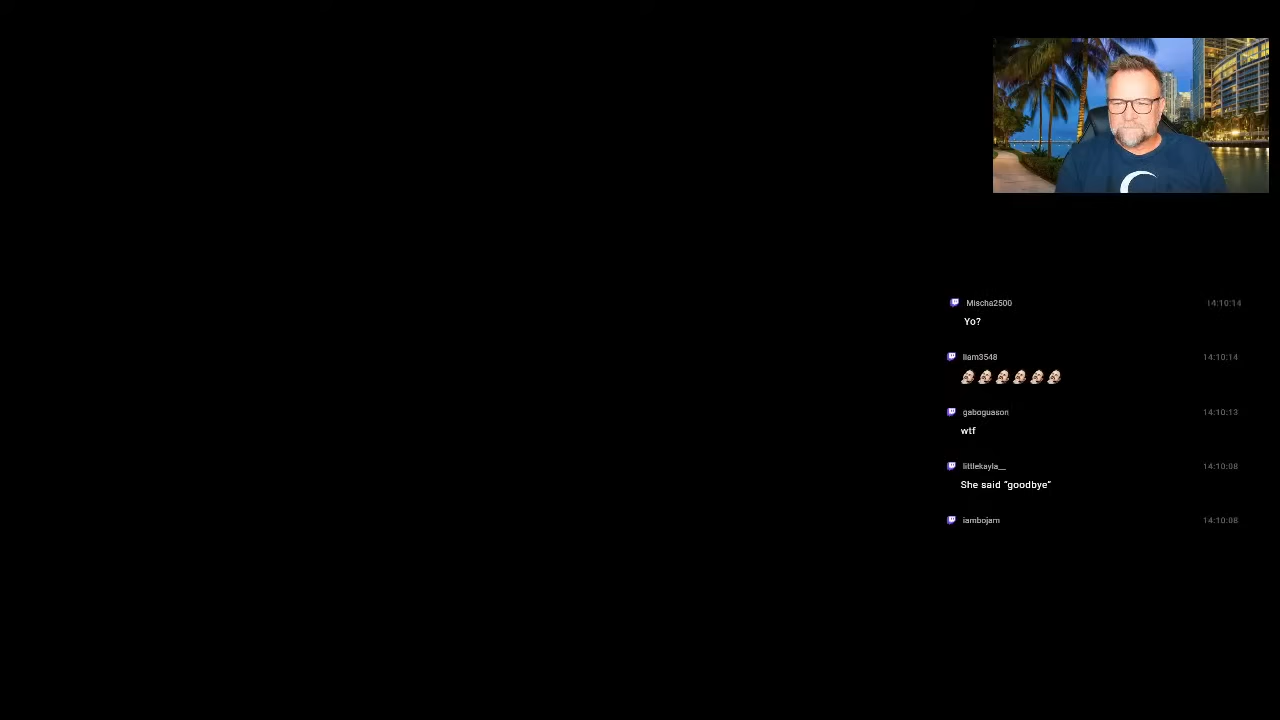 Mischa2500 14:10:14
Yo?
liam3548 14:10:14
gaboguason 14:10:13
wtf
littlekayla__ 14:10:08
She said “goodbye”
iambojam 14:10:08